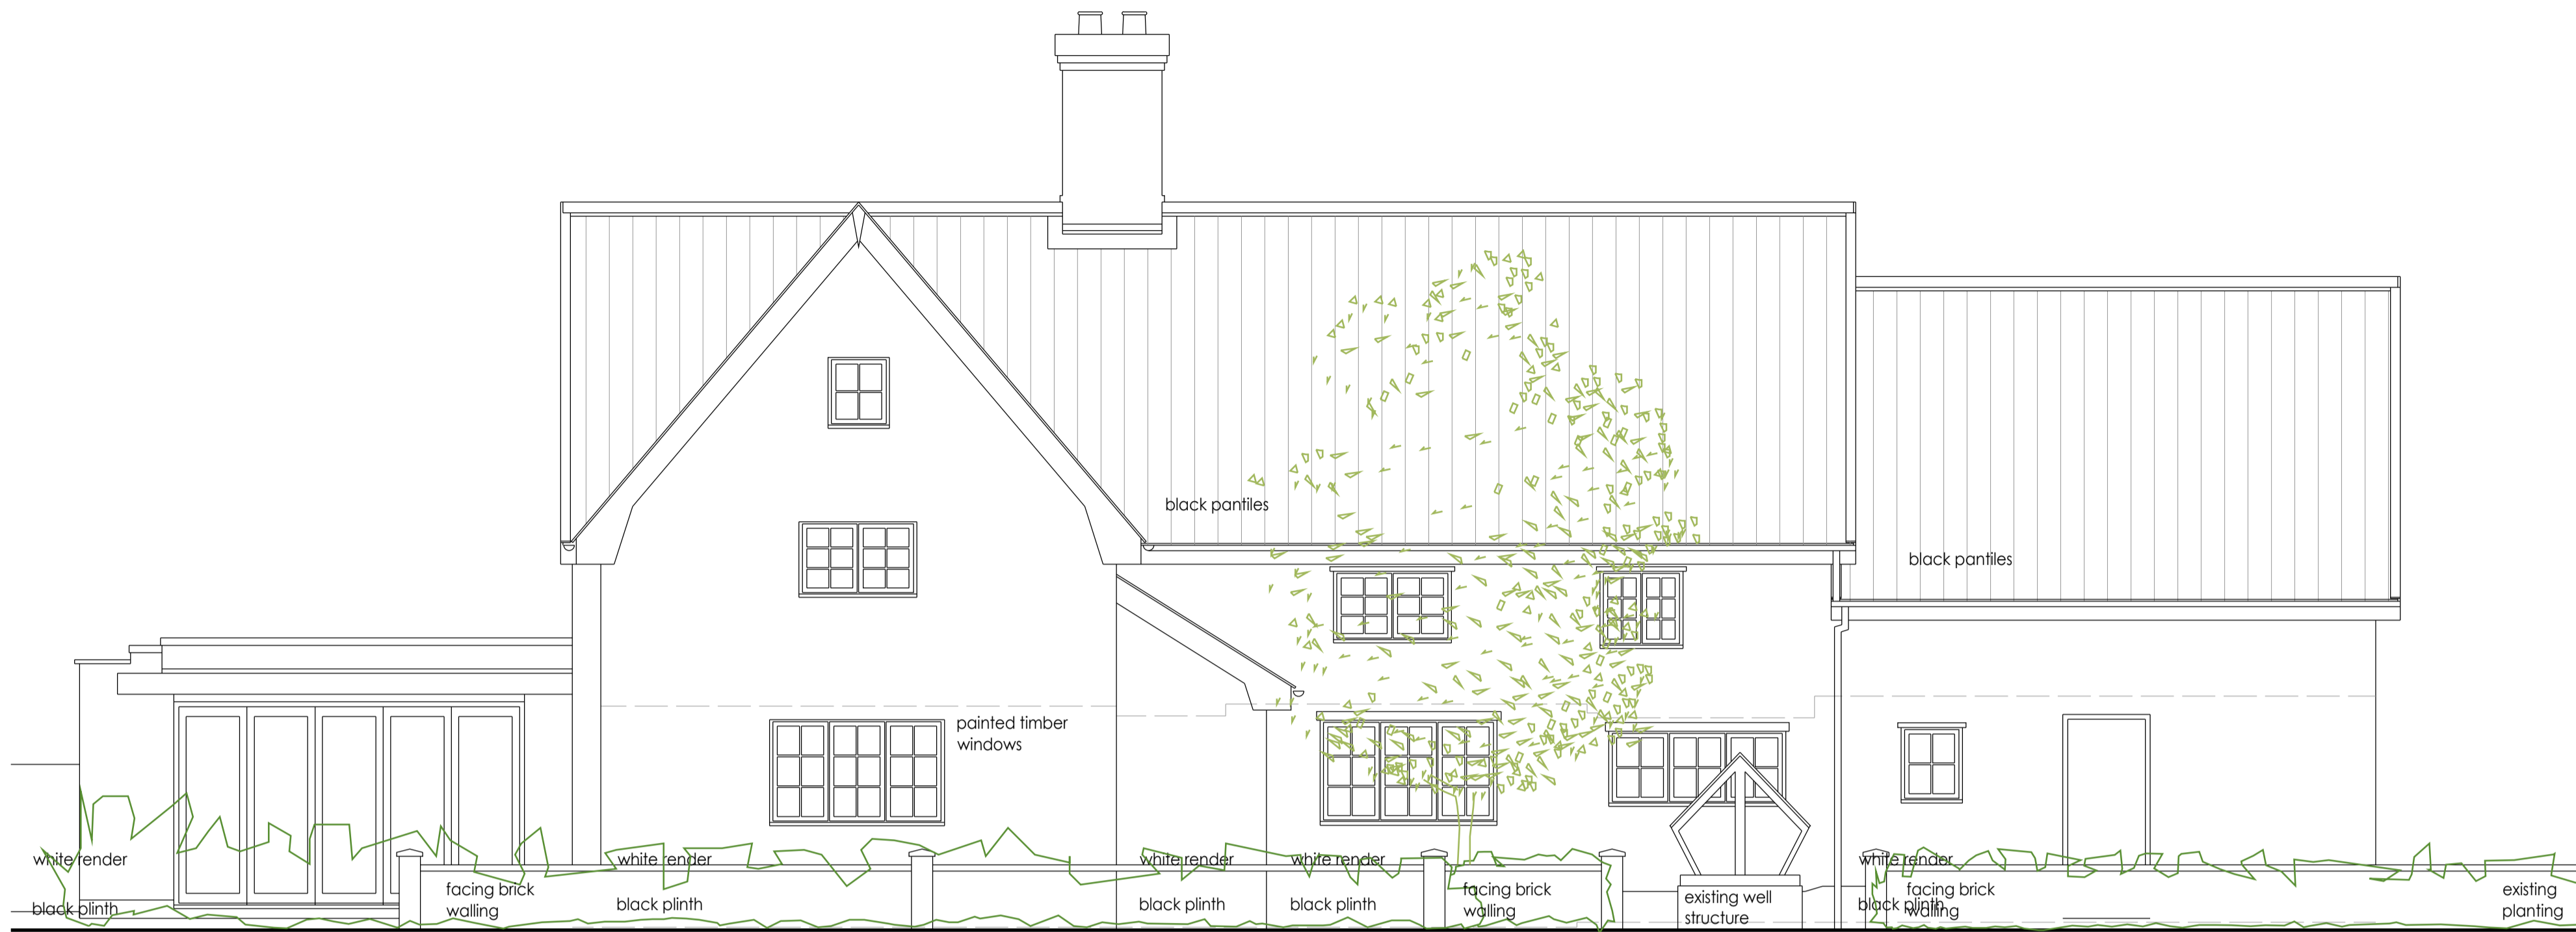 black pantiles
black pantiles
painted timber
windows
white render
white render
white render
white render
white render
facing brick
walling
facing brick
walling
facing brick
walling
existing
planting
existing well
structure
black plinth
black plinth
black plinth
black plinth
black plinth